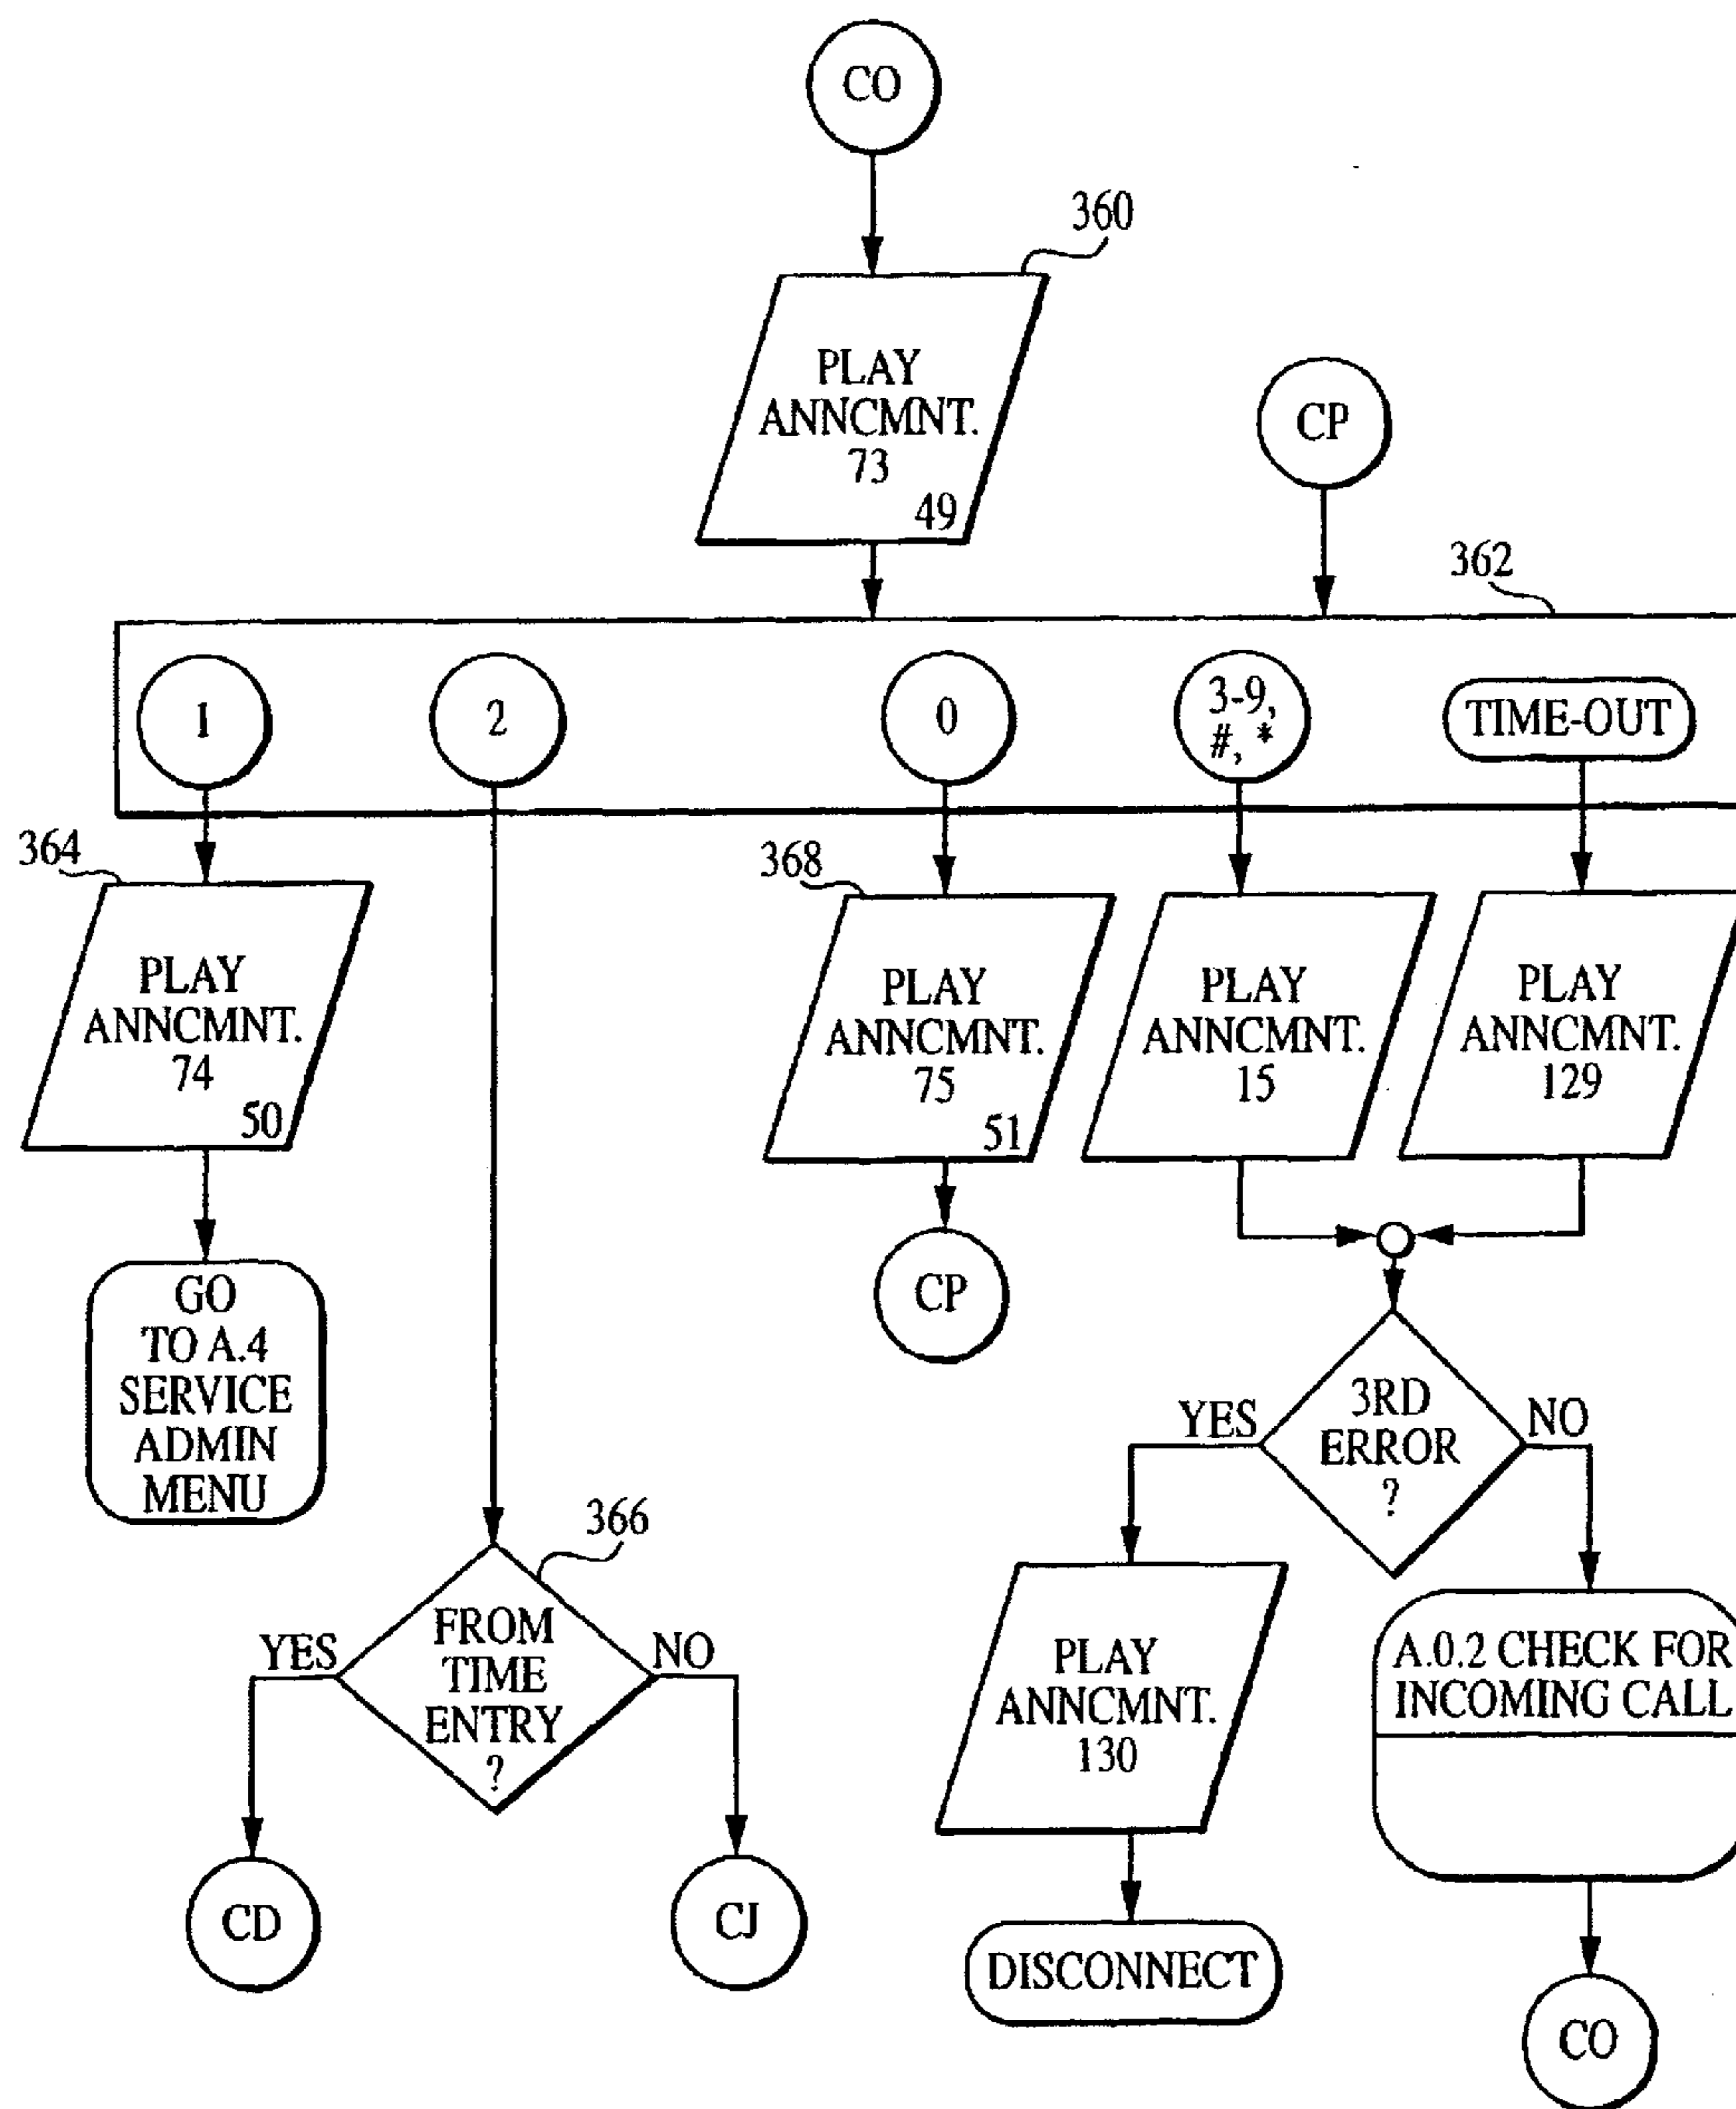 CO
360
PLAY
ANNCMNT.
73
49
CP
362
1
2
0
3-9,
#, *
TIME-OUT
364
PLAY
ANNCMNT.
74
50
368
PLAY
ANNCMNT.
75
51
PLAY
ANNCMNT.
15
PLAY
ANNCMNT.
129
GO
TO A.4
SERVICE
ADMIN
MENU
CP
YES
3RD
ERROR
?
NO
366
YES
FROM
TIME
ENTRY
?
NO
PLAY
ANNCMNT.
130
A.0.2 CHECK FOR
INCOMING CALL
CD
CJ
DISCONNECT
CO